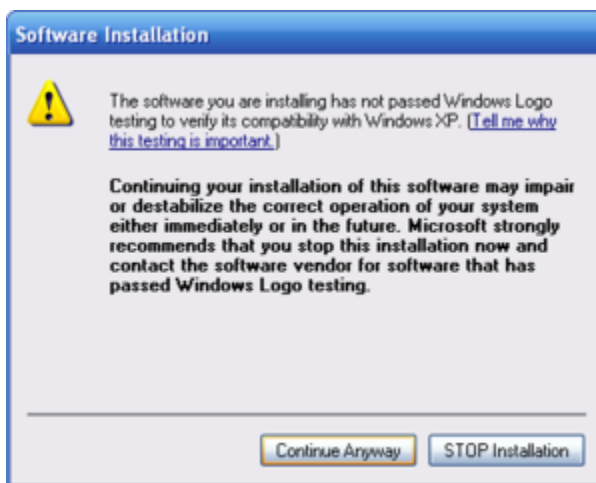 Software Installation
The software you are installing has not passed Windows Logo
testing to verify its compatibility with Windows XP. (Tell me why
this testing is important.)
Continuing your installation of this software may impair
or destabilize the correct operation of your system
either immediately or in the future. Microsoft strongly
recommends that you stop this installation now and
contact the software vendor for software that has
passed Windows Logo testing.
Continue Anyway
STOP Installation